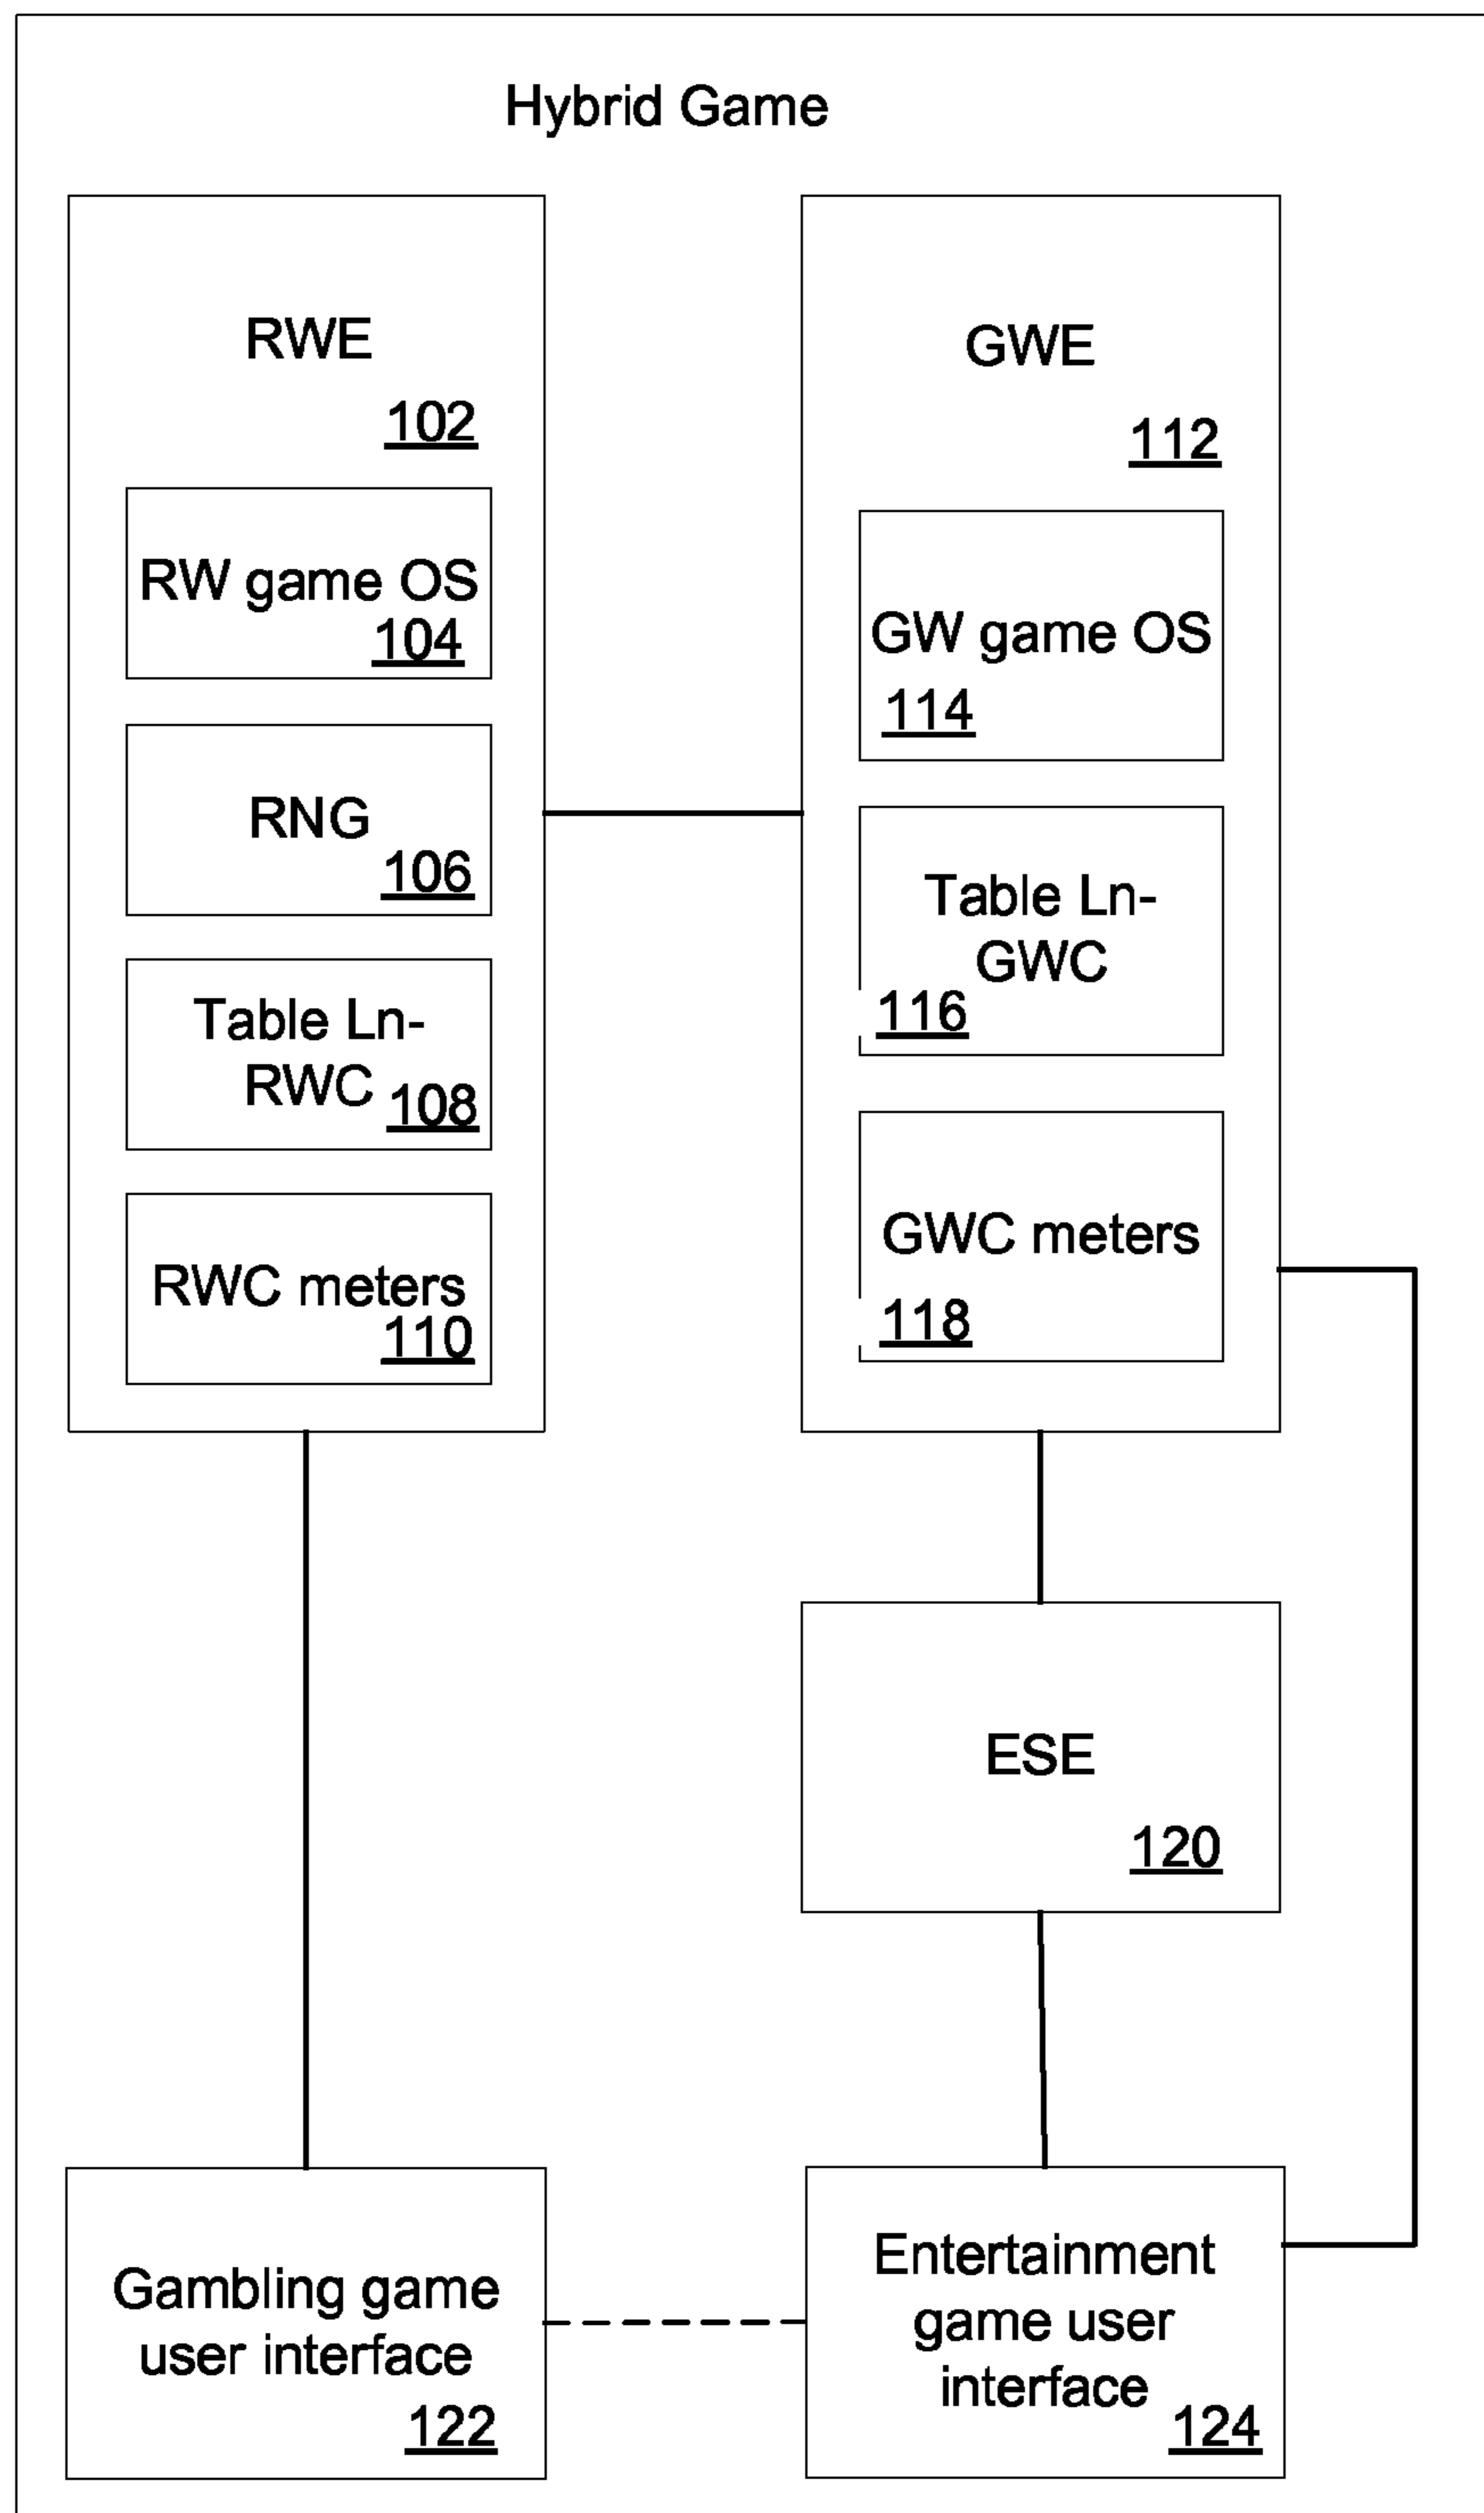 Hybrid Game
RWE
102
RW game OS
104
RNG
106
Table Ln-
RWC
108
RWC meters
110
GWE
112
GW game OS
114
Table Ln-
GWC
116
GWC meters
118
ESE
120
Gambling game
user interface
122
Entertainment
game user
interface
124